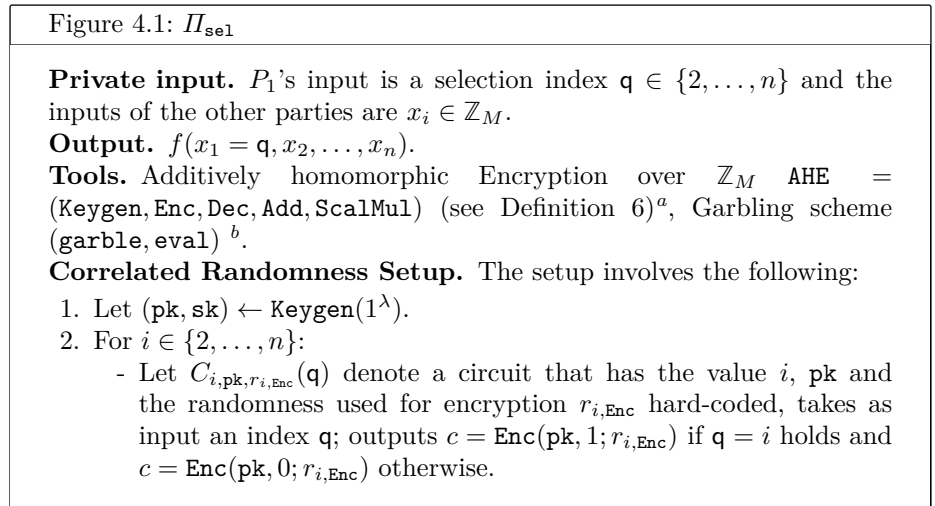 Figure 4.1: Π_sel
Private input. P_1's input is a selection index q ∈ {2, . . . , n} and the
inputs of the other parties are x_i ∈ ℤ_M.
Output. f(x_1 = q, x_2, . . . , x_n).
Tools. Additively homomorphic Encryption over ℤ_M AHE =
(Keygen, Enc, Dec, Add, ScalMul) (see Definition 6)^a, Garbling scheme
(garble, eval) ^b.
Correlated Randomness Setup. The setup involves the following:
1. Let (pk, sk) ← Keygen(1^λ).
2. For i ∈ {2, . . . , n}:
- Let C_{i,pk,r_{i,Enc}}(q) denote a circuit that has the value i, pk and
the randomness used for encryption r_{i,Enc} hard-coded, takes as
input an index q; outputs c = Enc(pk, 1; r_{i,Enc}) if q = i holds and
c = Enc(pk, 0; r_{i,Enc}) otherwise.